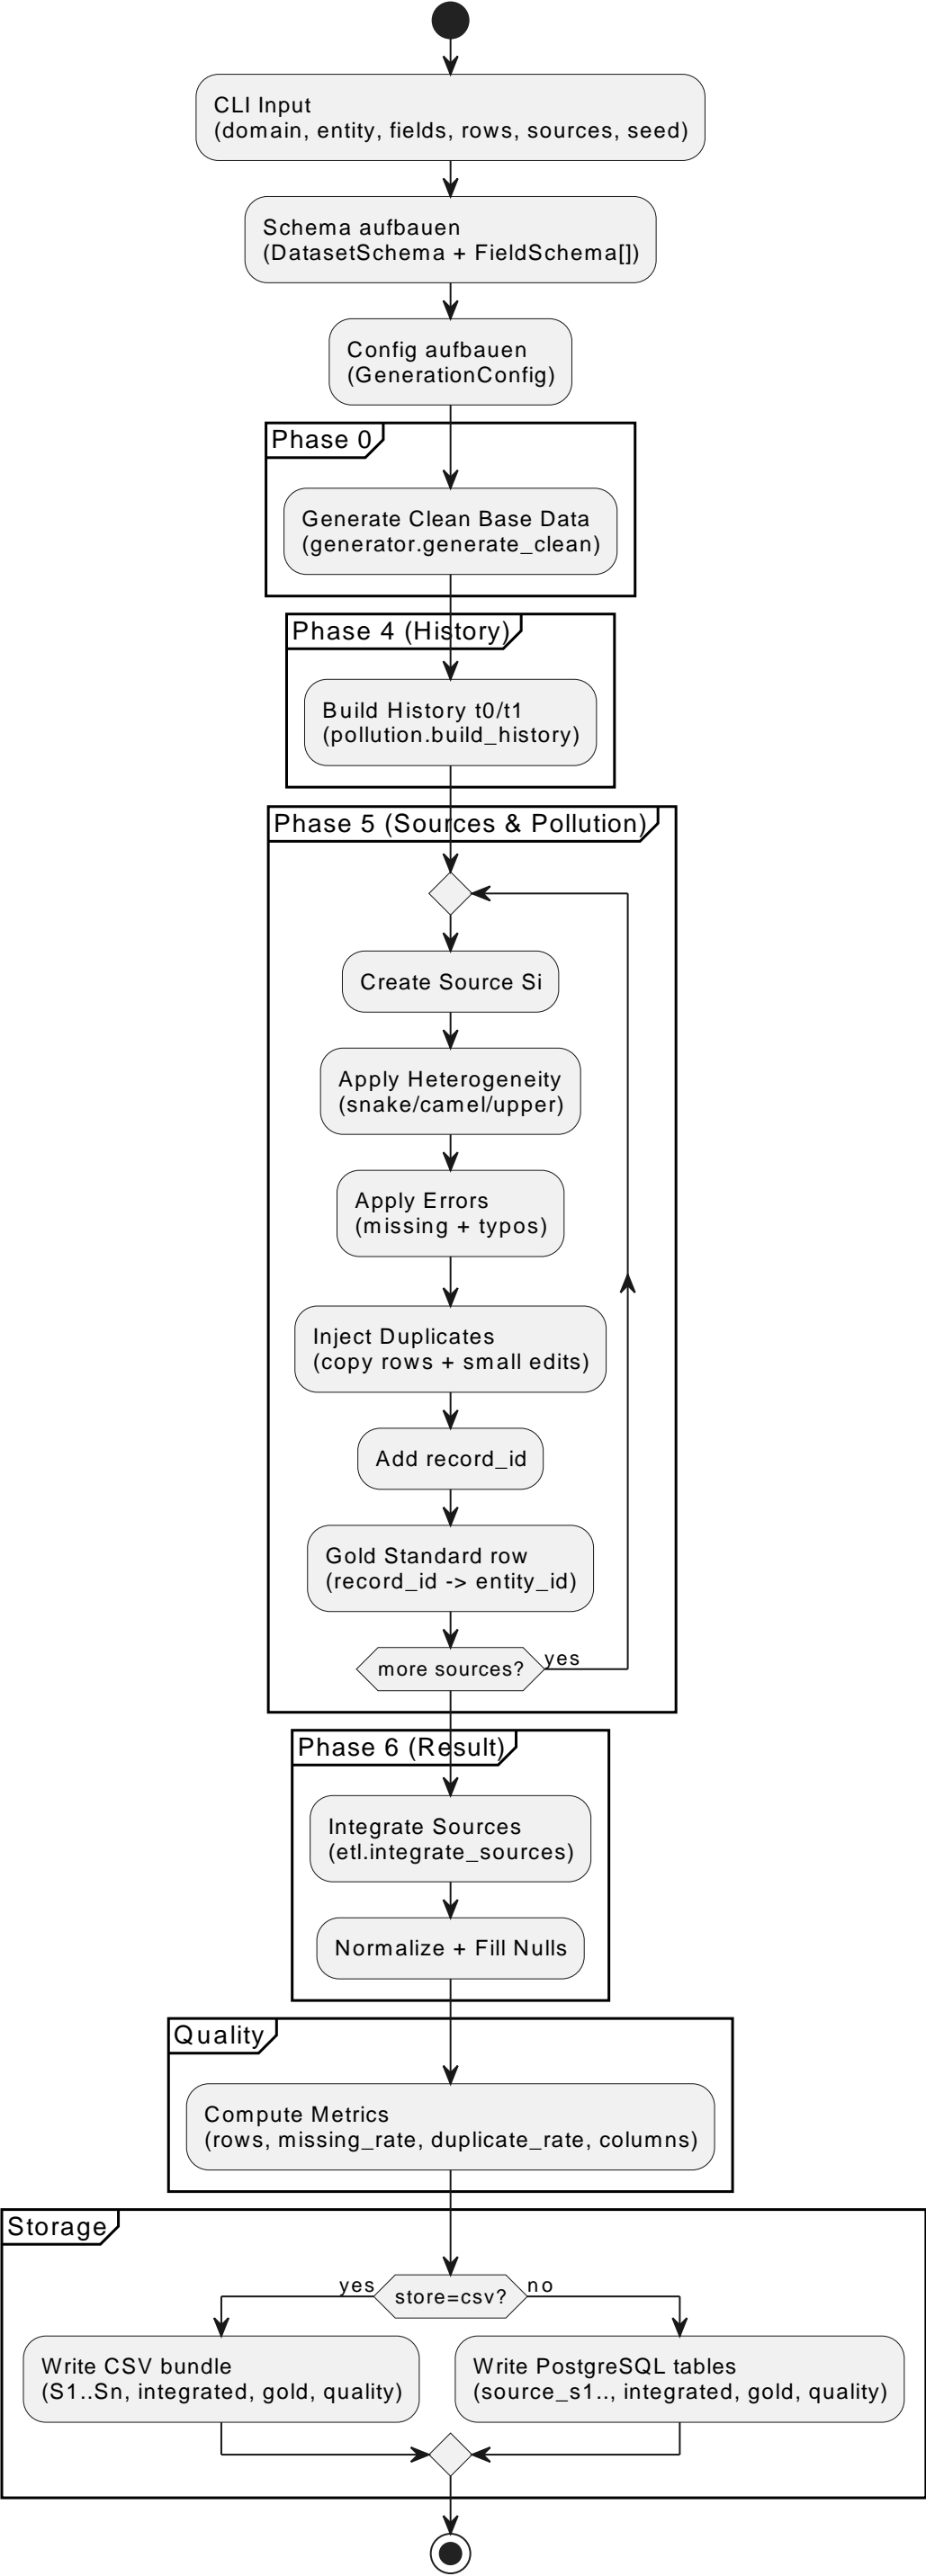 CLI Input
(domain, entity, fields, rows, sources, seed)
Schema aufbauen
(DatasetSchema + FieldSchema[])
Config aufbauen
(GenerationConfig)
Phase 0
Generate Clean Base Data
(generator.generate_clean)
Phase 4 (History)
Build History t0/t1
(pollution.build_history)
Phase 5 (Sources & Pollution)
Create Source Si
Apply Heterogeneity
(snake/camel/upper)
Apply Errors
(missing + typos)
Inject Duplicates
(copy rows + small edits)
Add record_id
Gold Standard row
(record_id -> entity_id)
more sources?
yes
Phase 6 (Result)
Integrate Sources
(etl.integrate_sources)
Normalize + Fill Nulls
Quality
Compute Metrics
(rows, missing_rate, duplicate_rate, columns)
Storage
yes
store=csv?
no
Write CSV bundle
(S1..Sn, integrated, gold, quality)
Write PostgreSQL tables
(source_s1.., integrated, gold, quality)